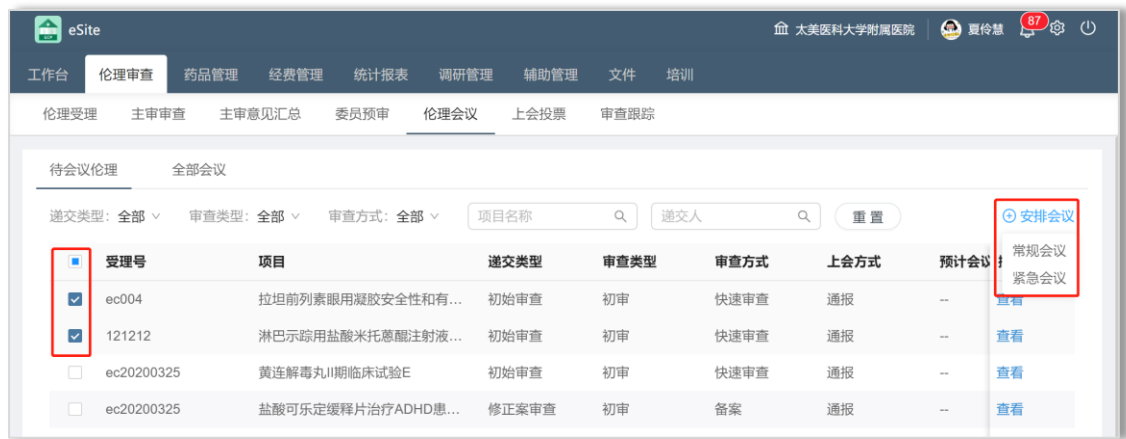 eSite 太美医科大学附属医院 夏伶慧 87
工作台 伦理审查 药品管理 经费管理 统计报表 调研管理 辅助管理 文件 培训
伦理受理 主审审查 主审意见汇总 委员预审 伦理会议 上会投票 审查跟踪
待会议伦理 全部会议
递交类型: 全部 审查类型: 全部 审查方式: 全部 项目名称 递交人 重置 安排会议
常规会议
紧急会议
受理号 项目 递交类型 审查类型 审查方式 上会方式 预计会议
ec004 拉坦前列素眼用凝胶安全性和有... 初始审查 初审 快速审查 通报 -- 查看
121212 淋巴示踪用盐酸米托蒽醌注射液... 初始审查 初审 快速审查 通报 -- 查看
ec20200325 黄连解毒丸II期临床试验E 初始审查 初审 快速审查 通报 -- 查看
ec20200325 盐酸可乐定缓释片治疗ADHD患... 修正案审查 初审 备案 通报 -- 查看